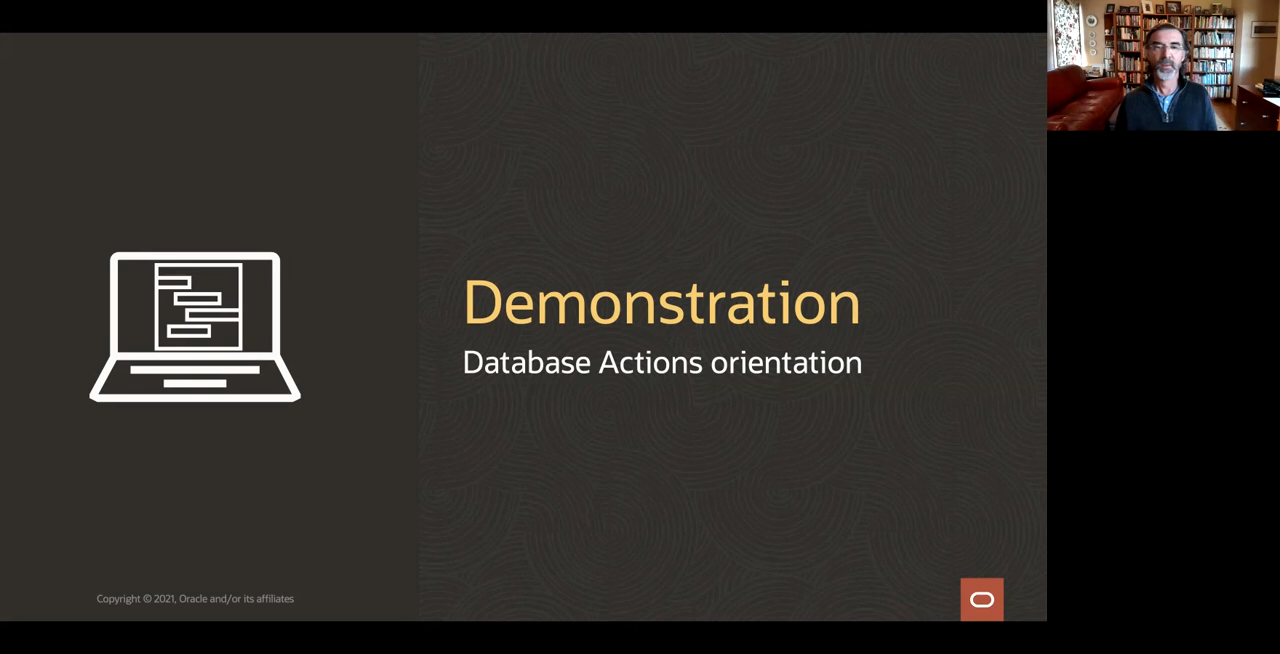 Demonstration
Database Actions orientation
Copyright © 2021, Oracle and/or its affiliates